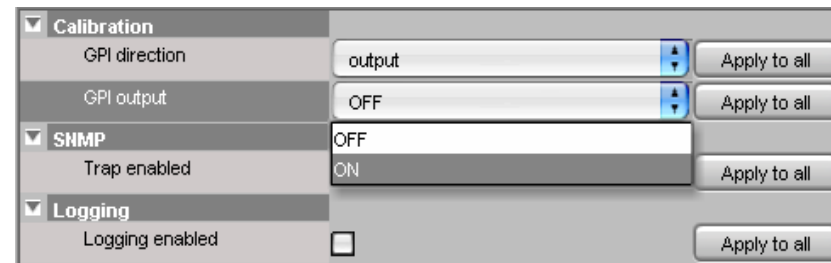 Calibration
GPI direction output Apply to all
GPI output OFF Apply to all
SNMP OFF
Trap enabled ON Apply to all
Logging
Logging enabled Apply to all